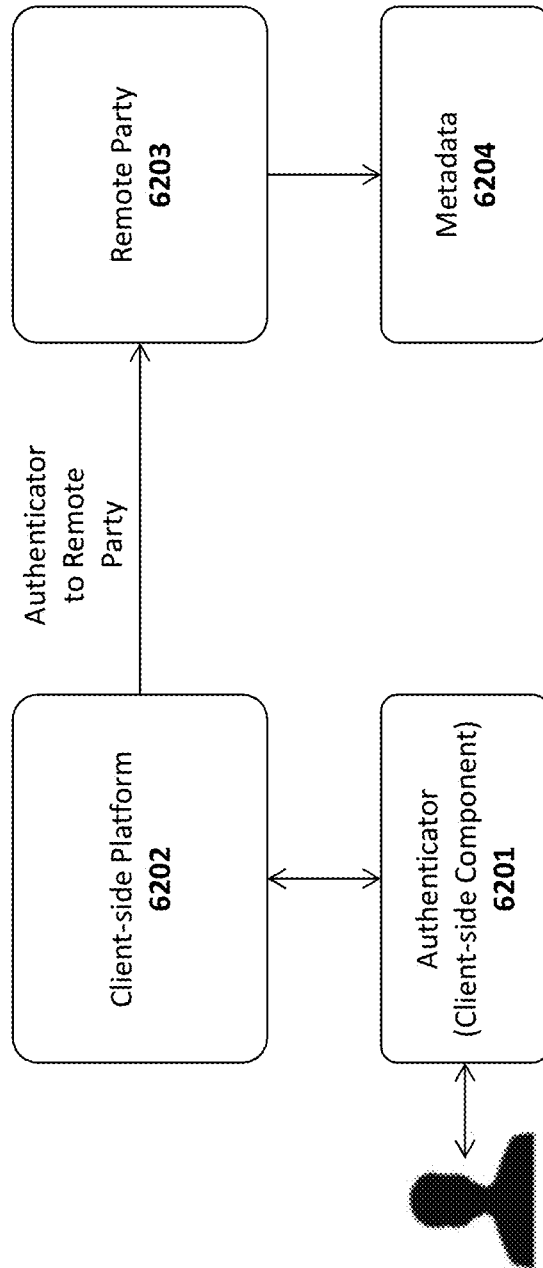 Client-side Platform
6202
Authenticator
to Remote
Party
Remote Party
6203
Authenticator
(Client-side Component)
6201
Metadata
6204